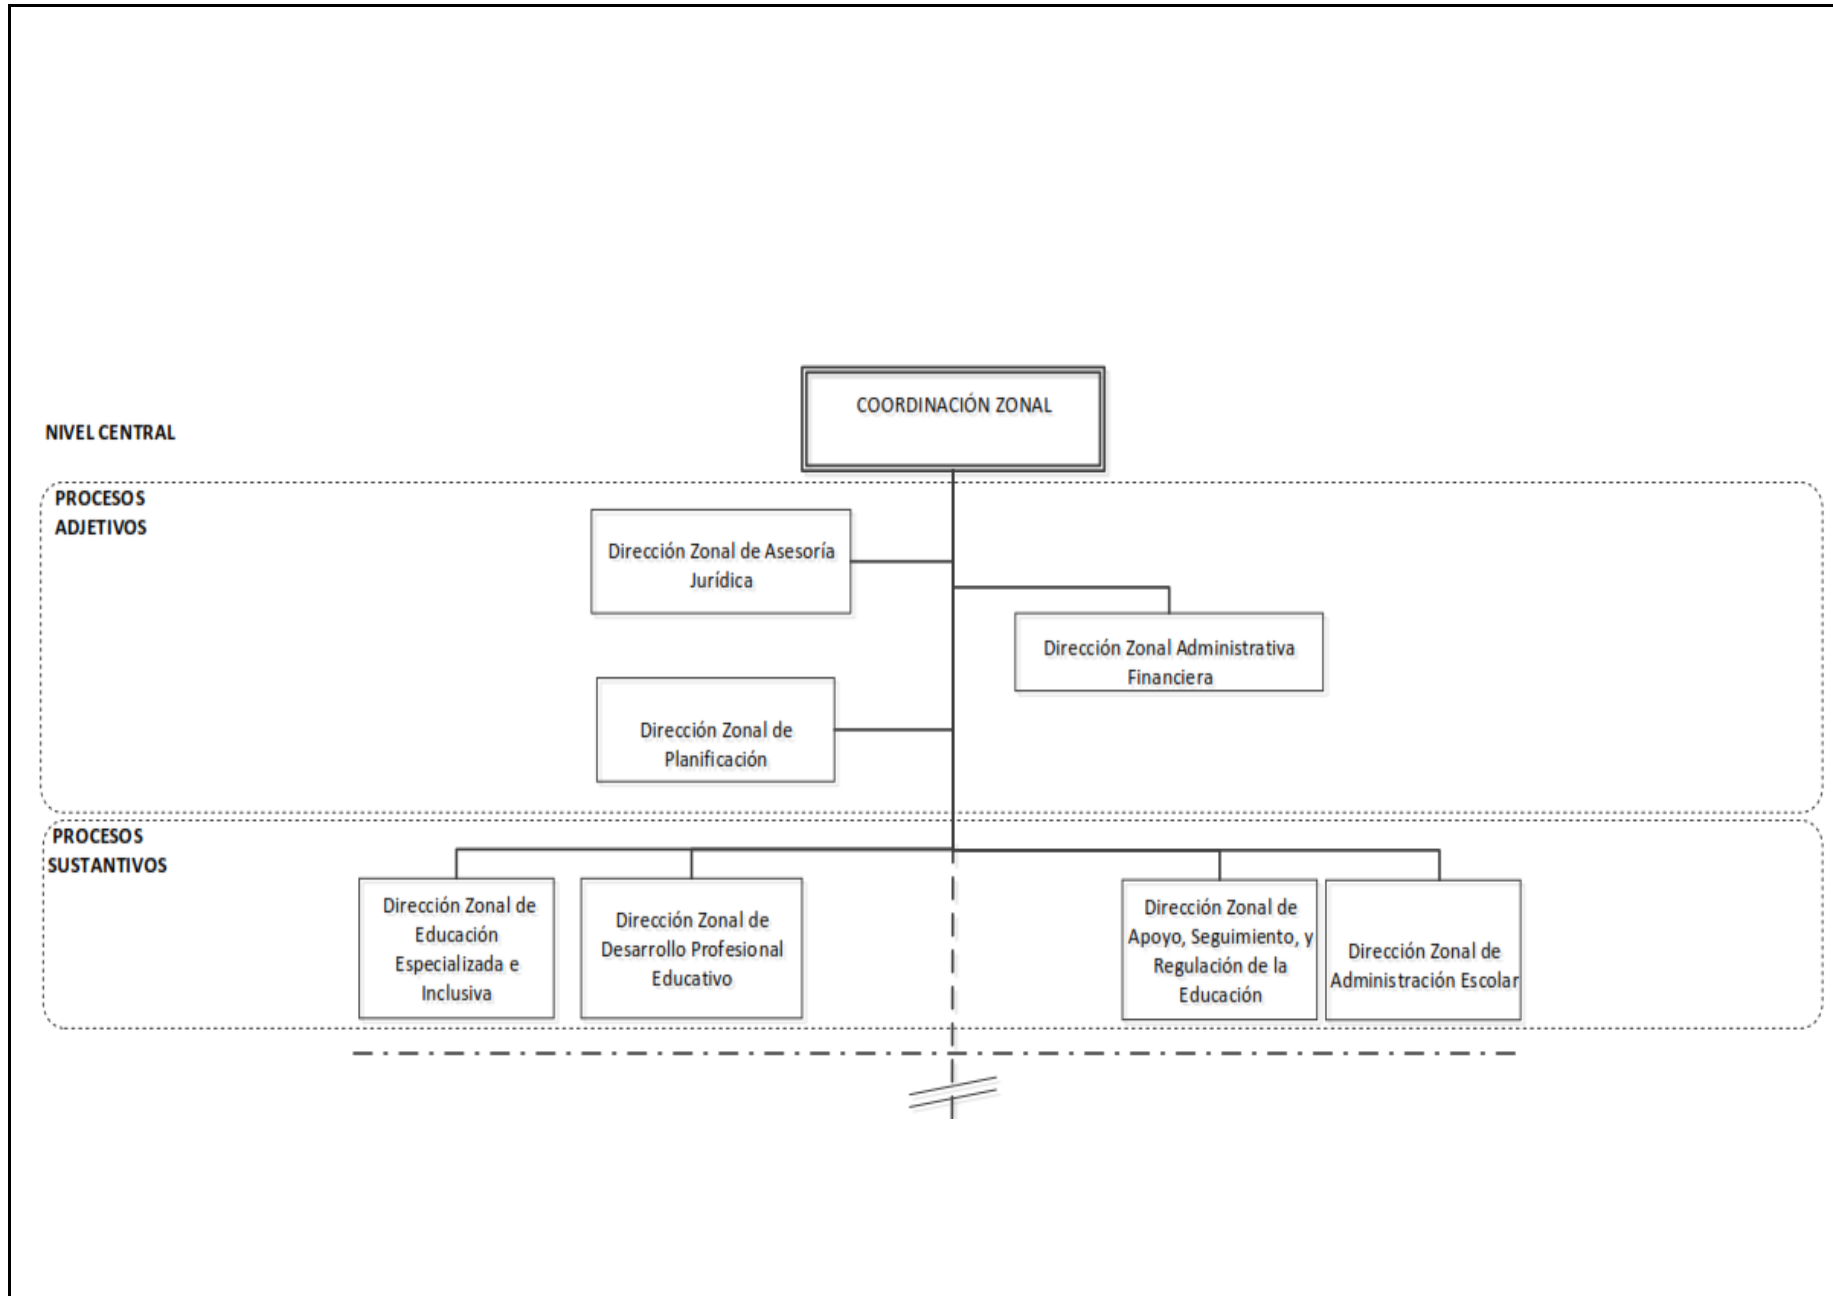 COORDINACIÓN ZONAL
NIVEL CENTRAL
PROCESOS
ADJETIVOS
Dirección Zonal de Asesoría
Jurídica
Dirección Zonal Administrativa
Financiera
Dirección Zonal de
Planificación
PROCESOS
SUSTANTIVOS
Dirección Zonal de
Educación
Especializada e
Inclusiva
Dirección Zonal de
Desarrollo Profesional
Educativo
Dirección Zonal de
Apoyo, Seguimiento, y
Regulación de la
Educación
Dirección Zonal de
Administración Escolar